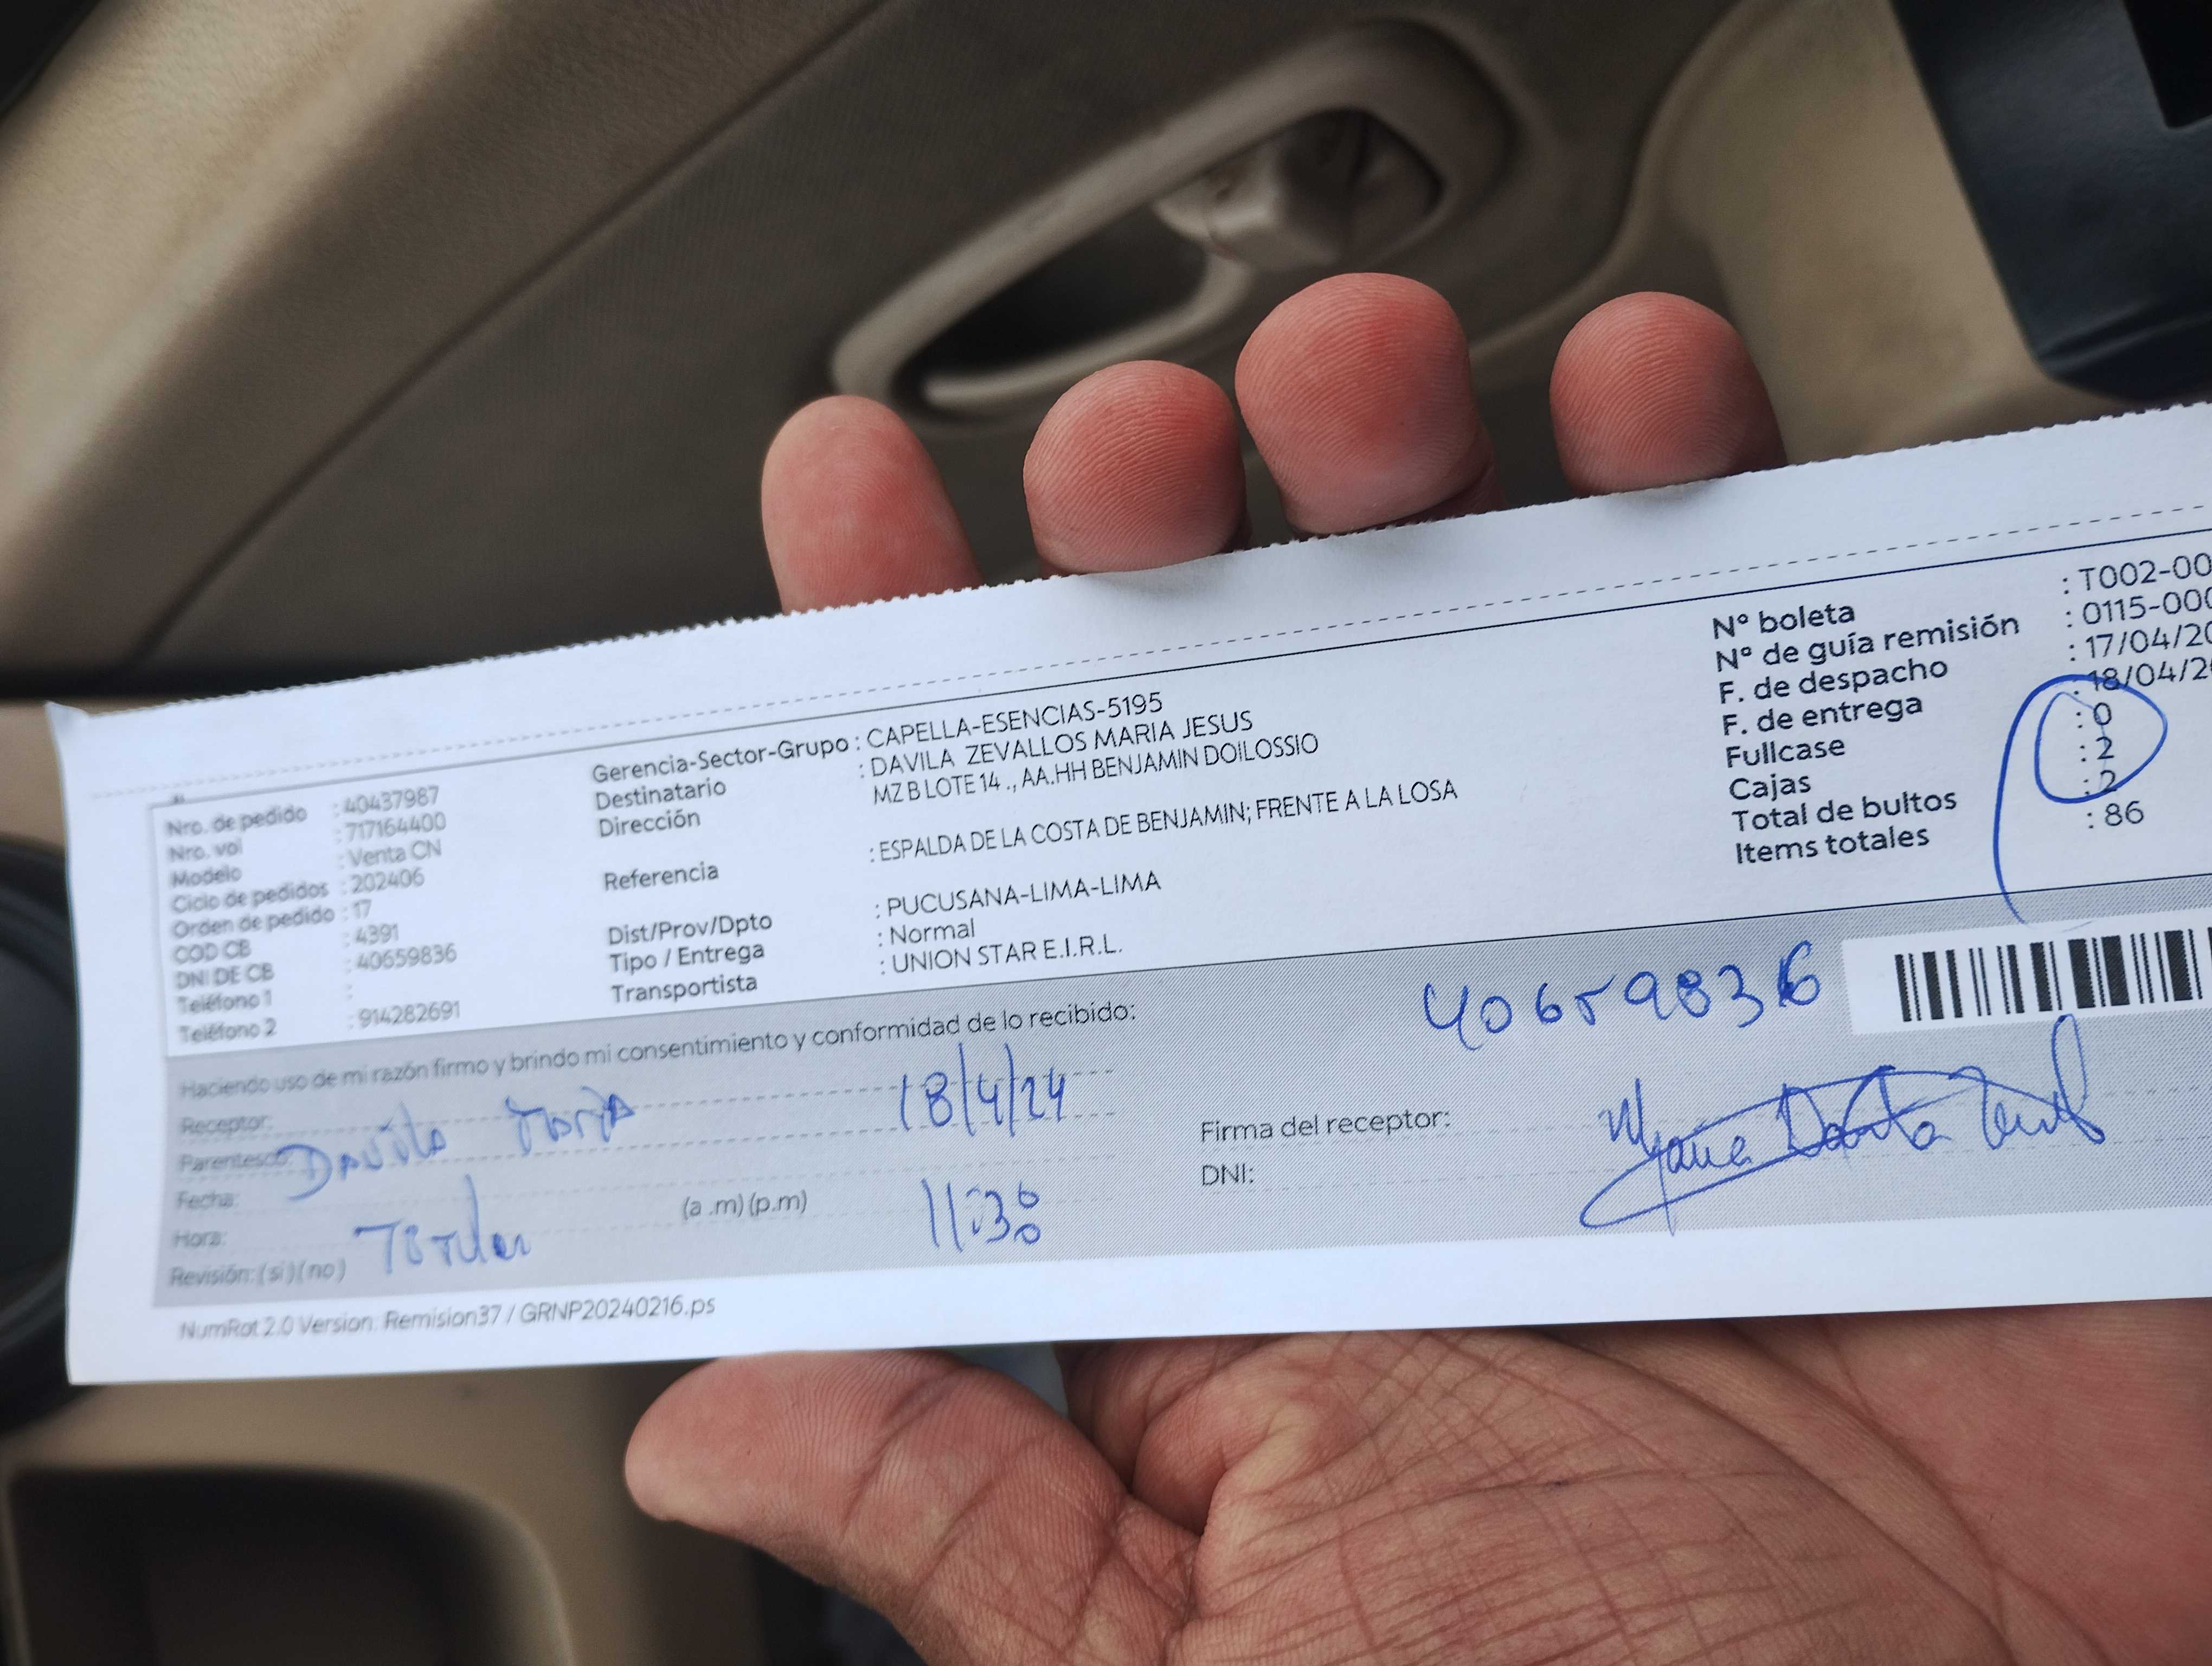 Nro. de pedido : 40437987
Nro. vol : 717164400
Modelo : Venta CN
Ciclo de pedidos : 202406
Orden de pedido : 17
COD CB : 4391
DNI DE CB : 40659836
Teléfono 1 :
Teléfono 2 : 914282691
Gerencia-Sector-Grupo : CAPELLA-ESENCIAS-5195
Destinatario : DAVILA ZEVALLOS MARIA JESUS
Dirección MZ B LOTE 14 ., AA.HH BENJAMIN DOILOSSIO
Referencia : ESPALDA DE LA COSTA DE BENJAMIN; FRENTE A LA LOSA
Dist/Prov/Dpto : PUCUSANA-LIMA-LIMA
Tipo / Entrega : Normal
Transportista : UNION STAR E.I.R.L.
N° boleta : T002-00
N° de guía remisión : 0115-000
F. de despacho : 17/04/20
F. de entrega : 18/04/2
Fullcase : 0
Cajas : 2
Total de bultos : 2
Items totales : 86
Haciendo uso de mi razón firmo y brindo mi consentimiento y conformidad de lo recibido:
Receptor:
Parentesco: Davila Maria
18/4/24
Fecha:
Hora: (a .m) (p.m) 11:30
Revisión: (si) (no) Titular
40659836
Firma del receptor: Maria Davila
DNI:
NumRot 2.0 Version: Remision37 / GRNP20240216.ps